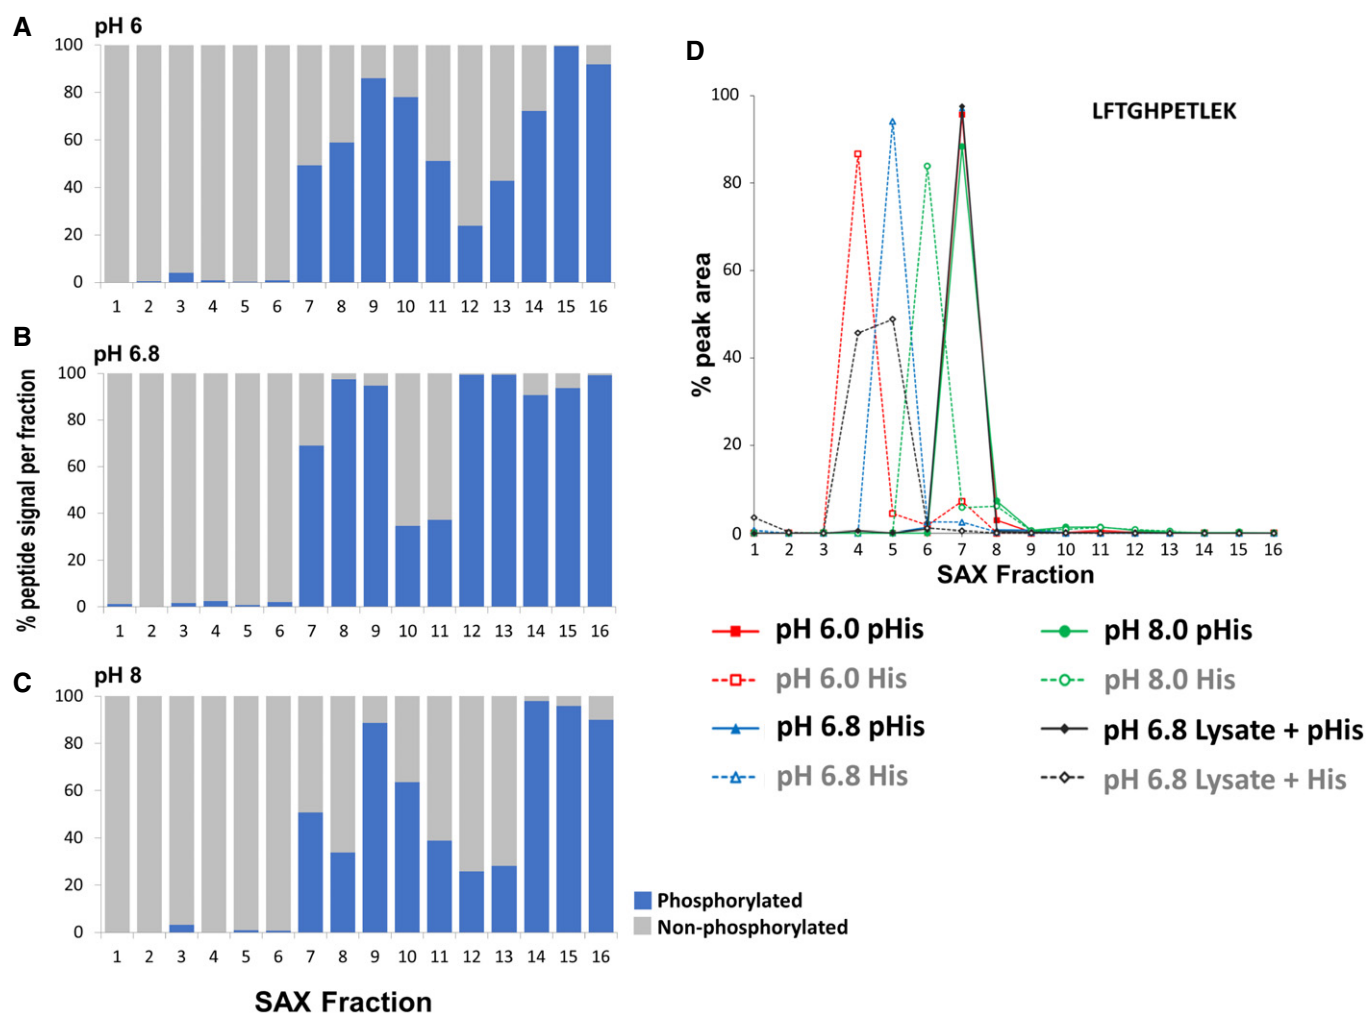 A
pH 6
100
80
60
40
20
0
1 2 3 4 5 6 7 8 9 10 11 12 13 14 15 16
B
pH 6.8
100
80
60
40
20
0
1 2 3 4 5 6 7 8 9 10 11 12 13 14 15 16
% peptide signal per fraction
C
pH 8
100
80
60
40
20
0
1 2 3 4 5 6 7 8 9 10 11 12 13 14 15 16
SAX Fraction
Phosphorylated
Non-phosphorylated
D
LFTGHPETLEK
100
80
60
40
20
0
% peak area
1 2 3 4 5 6 7 8 9 10 11 12 13 14 15 16
SAX Fraction
pH 6.0 pHis
pH 6.0 His
pH 6.8 pHis
pH 6.8 His
pH 8.0 pHis
pH 8.0 His
pH 6.8 Lysate + pHis
pH 6.8 Lysate + His